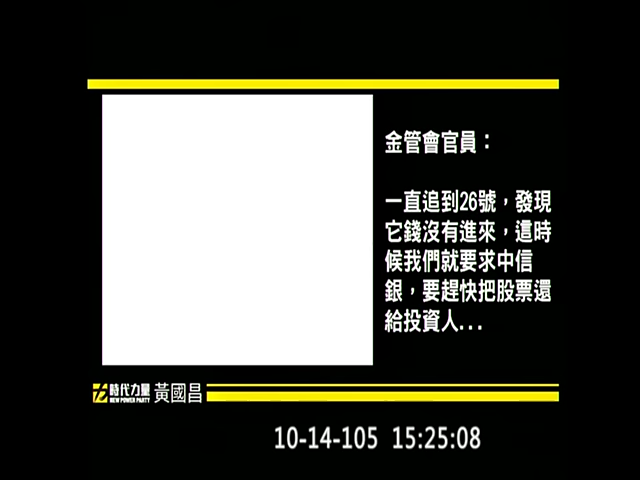 金管會官員：
一直追到26號，發現
它錢沒有進來，這時
候我們就要求中信
銀，要趕快把股票還
給投資人...
時代力量 黃國昌
NEW POWER PARTY
10-14-105 15:25:08